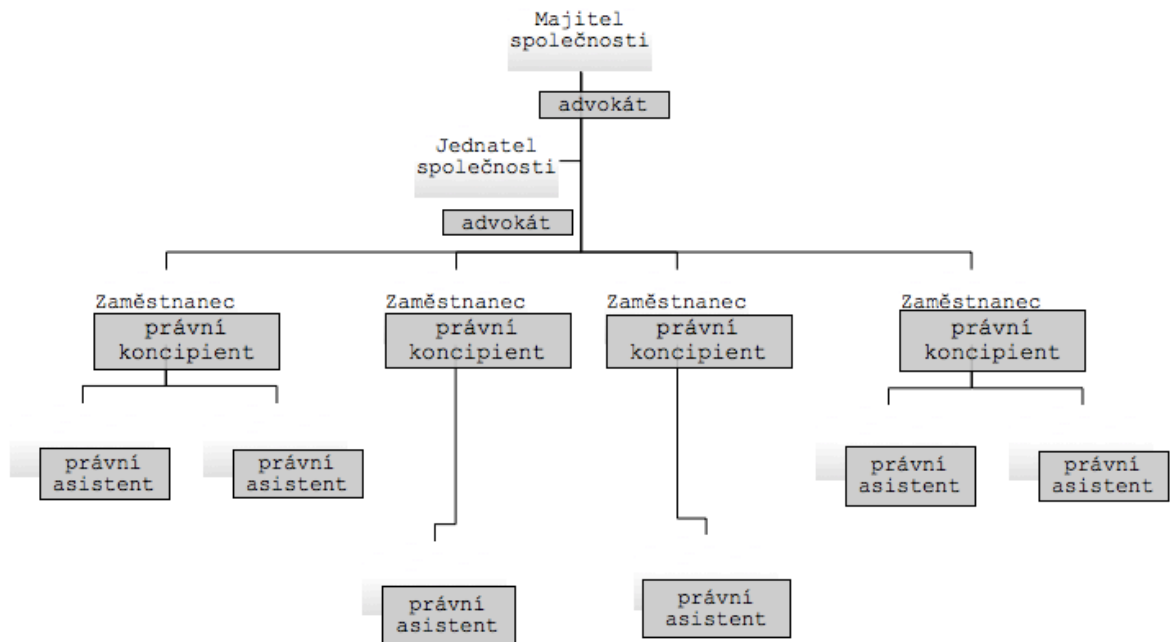 Majitel
společnosti
advokát
Jednatel
společnosti
advokát
Zaměstnanec
právní
koncipient
Zaměstnanec
právní
koncipient
Zaměstnanec
právní
koncipient
Zaměstnanec
právní
koncipient
právní
asistent
právní
asistent
právní
asistent
právní
asistent
právní
asistent
právní
asistent